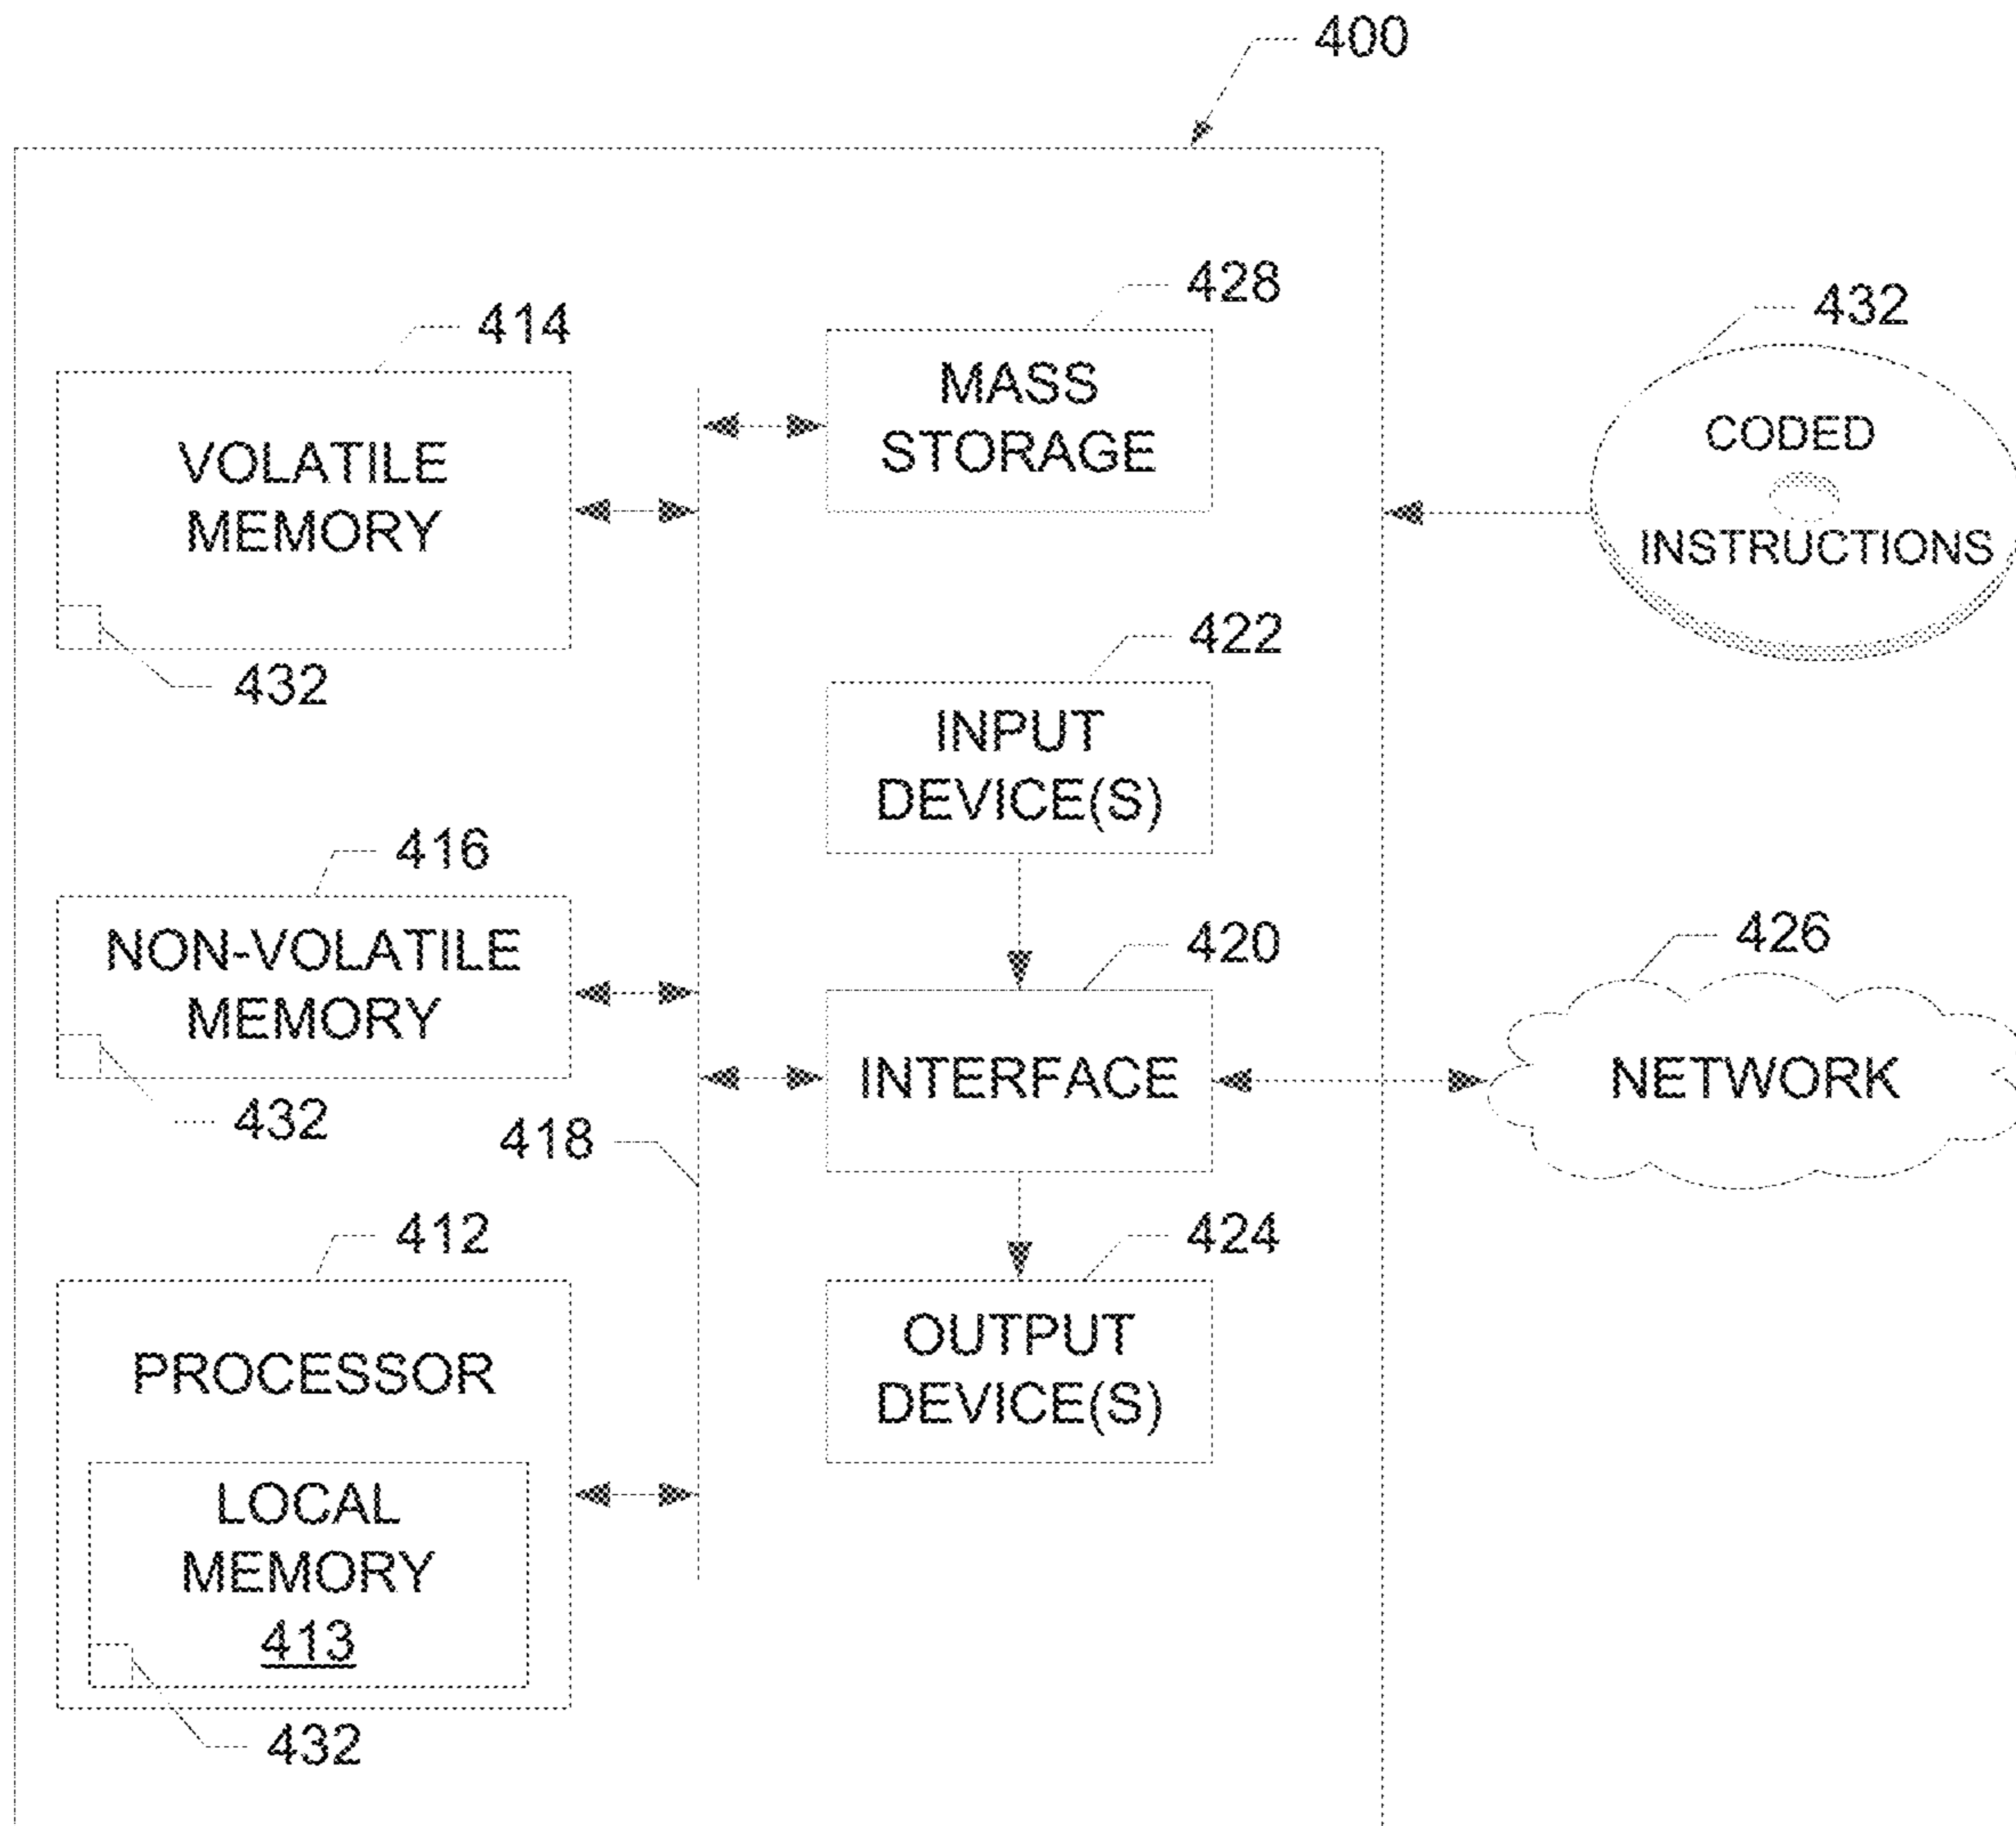 400
414
VOLATILE
MEMORY
432
428
MASS
STORAGE
432
CODED
INSTRUCTIONS
422
INPUT
DEVICE(S)
416
NON-VOLATILE
MEMORY
432
418
420
INTERFACE
426
NETWORK
412
PROCESSOR
LOCAL
MEMORY
413
432
424
OUTPUT
DEVICE(S)